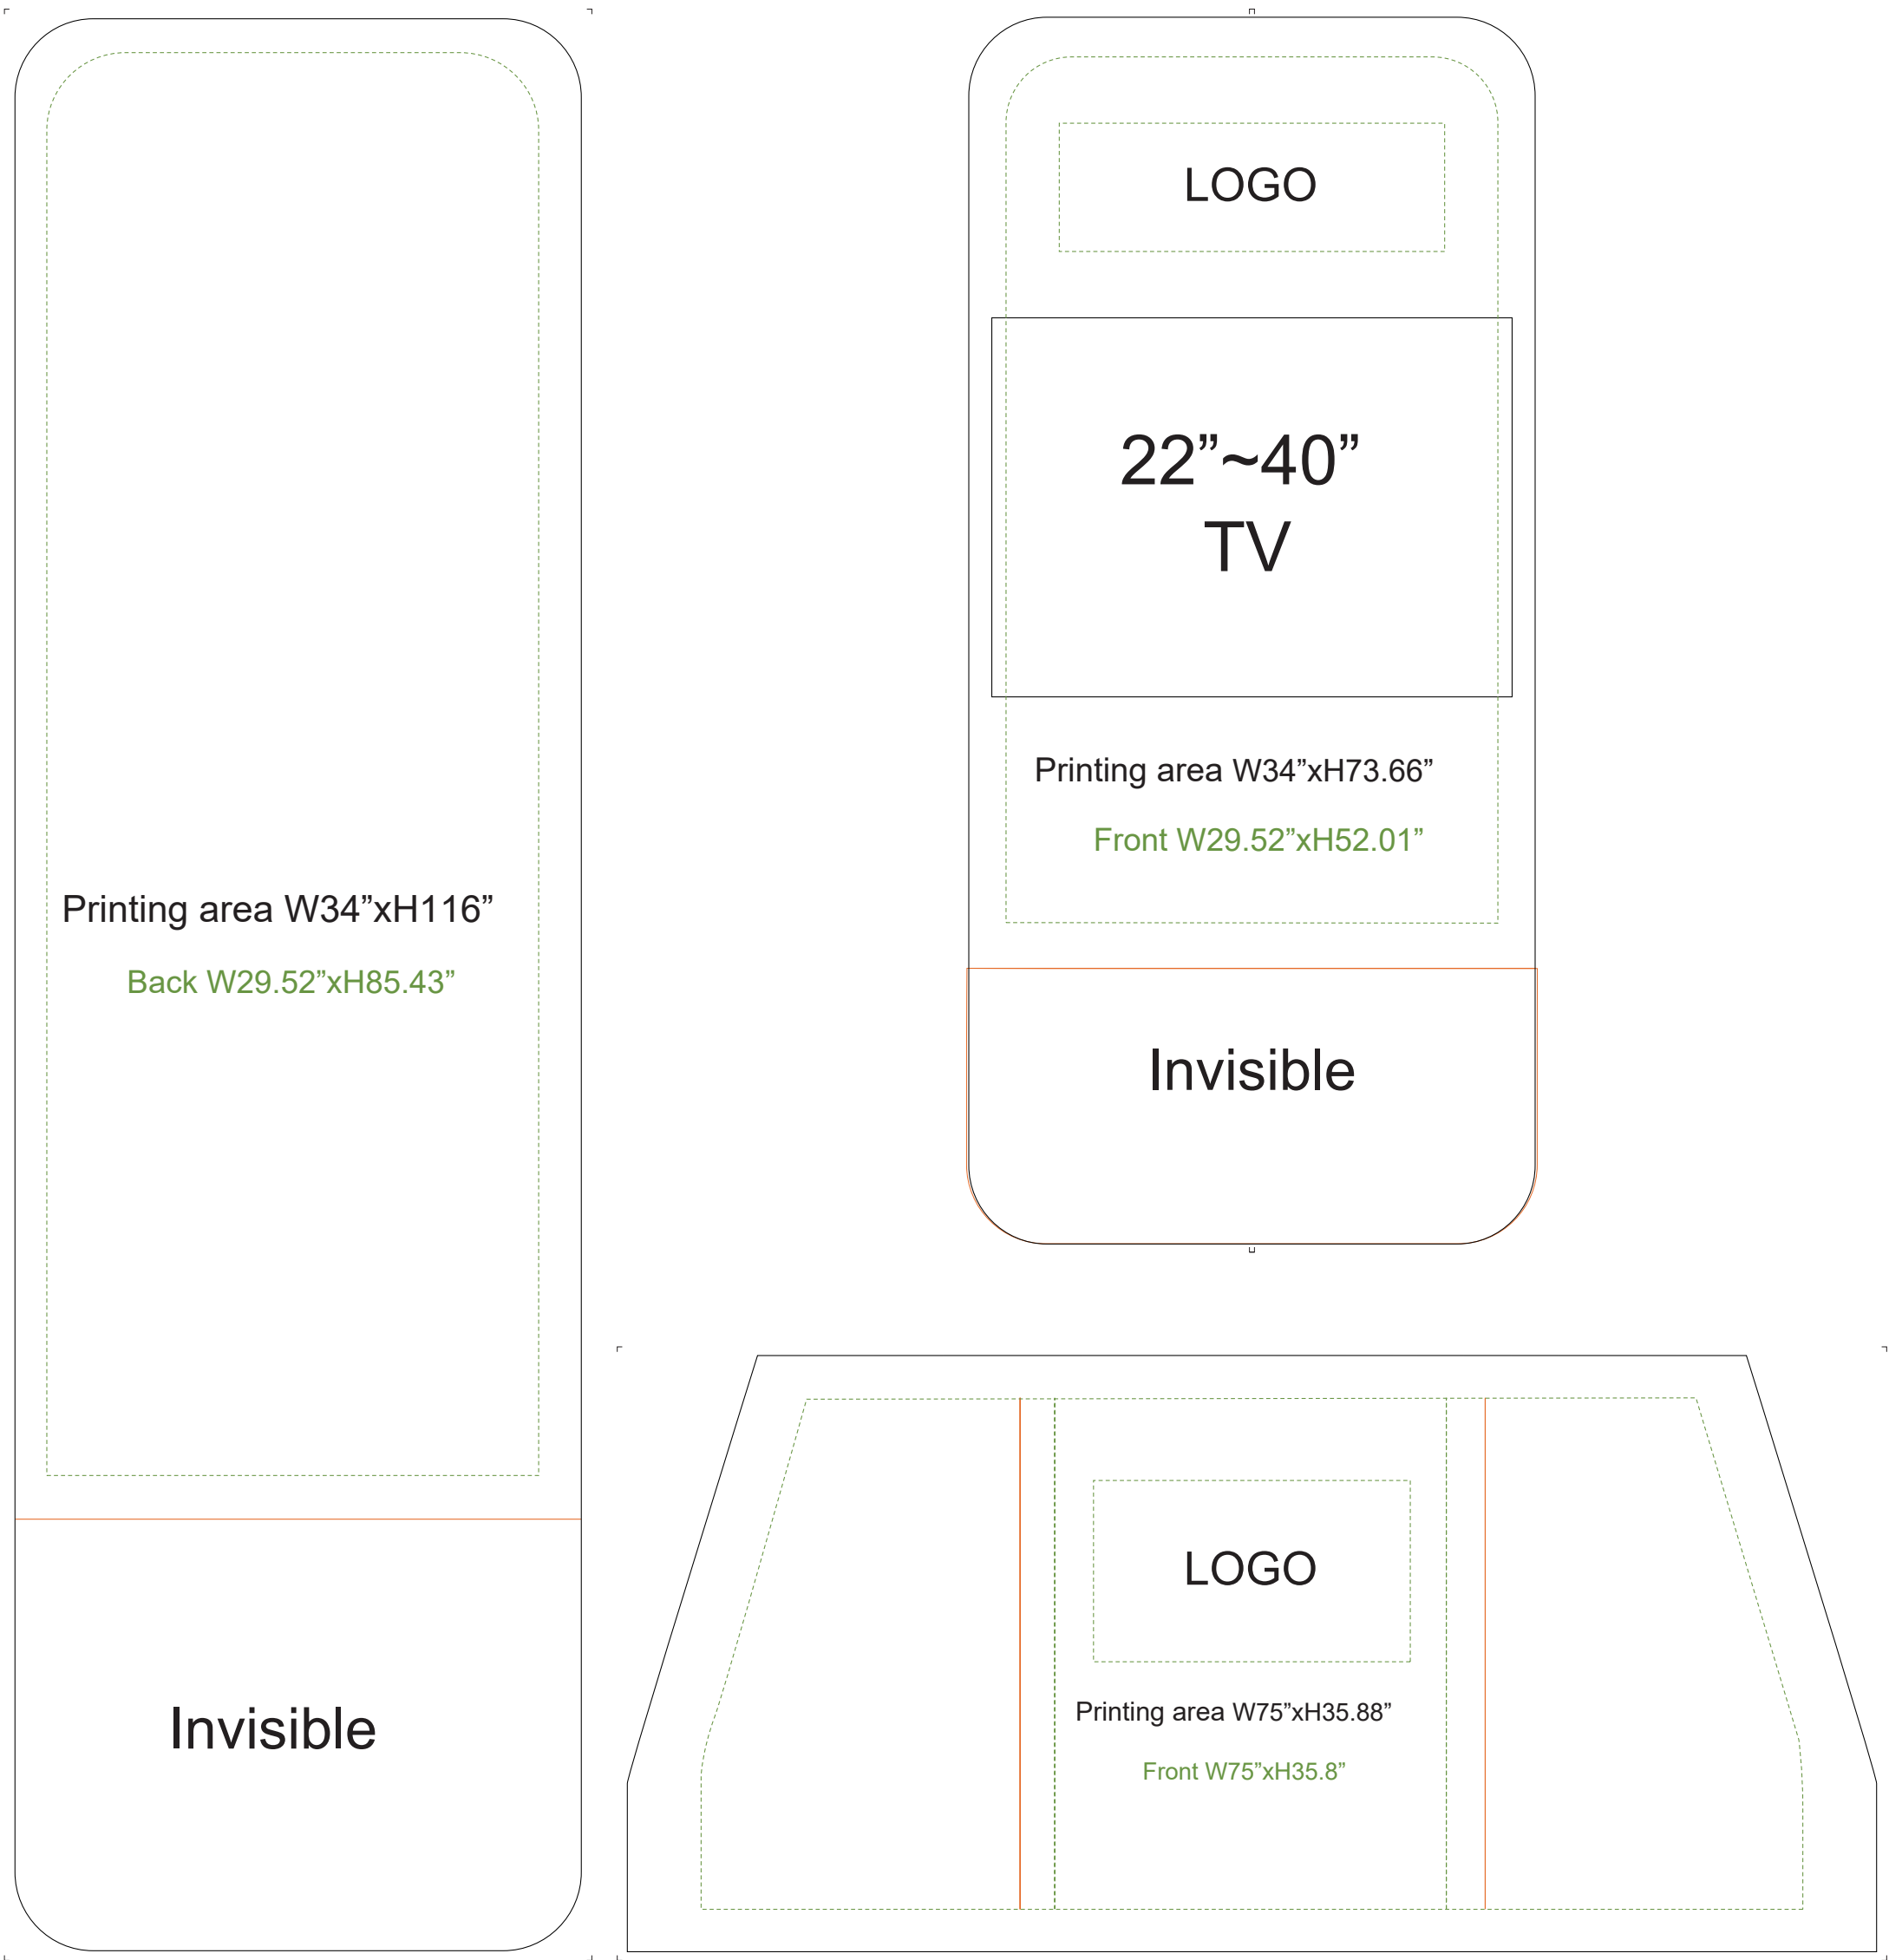 Printing area W34”xH116”
Back W29.52”xH85.43”
Invisible
LOGO
22”~40”
TV
Printing area W34”xH73.66”
Front W29.52”xH52.01”
Invisible
LOGO
Printing area W75”xH35.88”
Front W75”xH35.8”